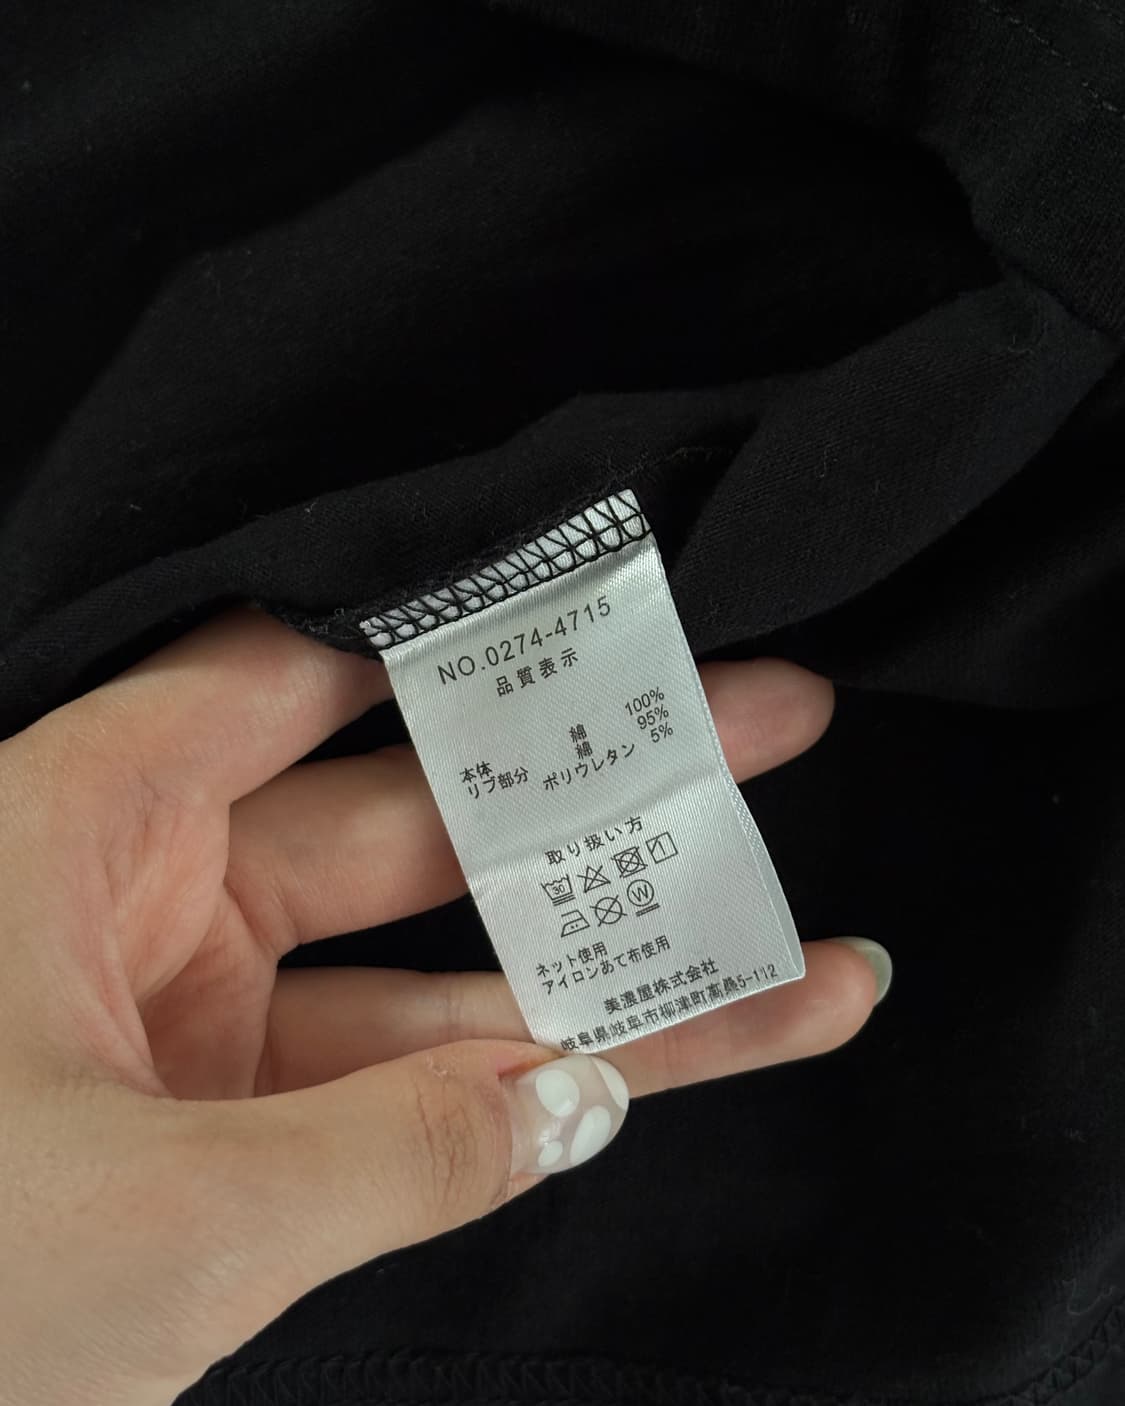 NO.0274-4715
品質表示
本体 綿 100%
リブ部分 綿 95%
ポリウレタン 5%
取り扱い方
30
W
ネット使用
アイロンあて布使用
美濃屋株式会社
岐阜県岐阜市柳津町高桑5-112